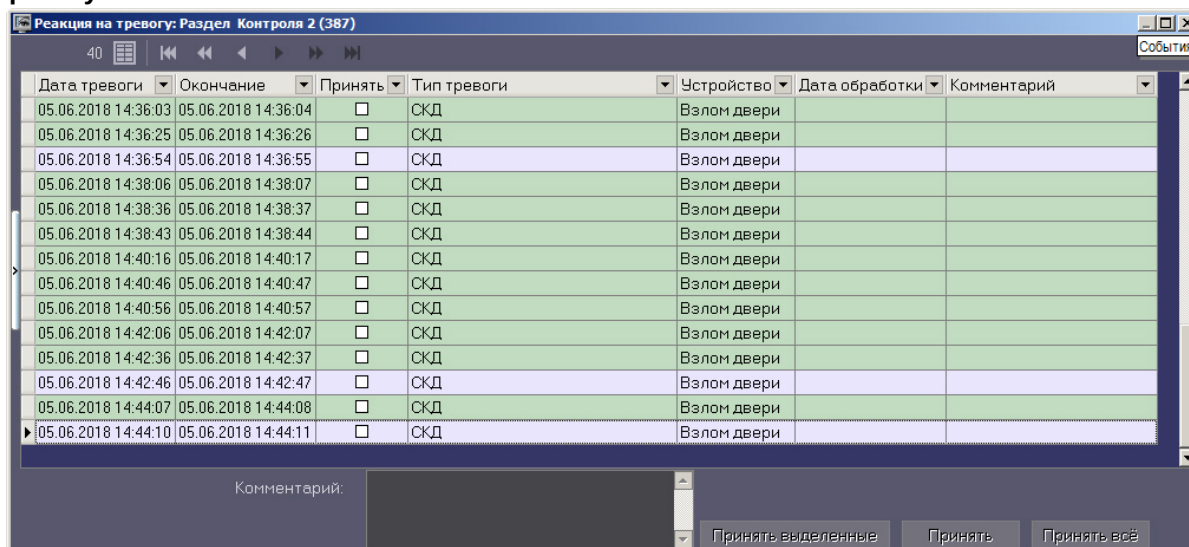 Реакция на тревогу: Раздел Контроля 2 (387)
События
40
Дата тревоги Окончание Принять Тип тревоги Устройство Дата обработки Комментарий
05.06.2018 14:36:03 05.06.2018 14:36:04 СКД Взлом двери
05.06.2018 14:36:25 05.06.2018 14:36:26 СКД Взлом двери
05.06.2018 14:36:54 05.06.2018 14:36:55 СКД Взлом двери
05.06.2018 14:38:06 05.06.2018 14:38:07 СКД Взлом двери
05.06.2018 14:38:36 05.06.2018 14:38:37 СКД Взлом двери
05.06.2018 14:38:43 05.06.2018 14:38:44 СКД Взлом двери
05.06.2018 14:40:16 05.06.2018 14:40:17 СКД Взлом двери
05.06.2018 14:40:46 05.06.2018 14:40:47 СКД Взлом двери
05.06.2018 14:40:56 05.06.2018 14:40:57 СКД Взлом двери
05.06.2018 14:42:06 05.06.2018 14:42:07 СКД Взлом двери
05.06.2018 14:42:36 05.06.2018 14:42:37 СКД Взлом двери
05.06.2018 14:42:46 05.06.2018 14:42:47 СКД Взлом двери
05.06.2018 14:44:07 05.06.2018 14:44:08 СКД Взлом двери
05.06.2018 14:44:10 05.06.2018 14:44:11 СКД Взлом двери
Комментарий:
Принять выделенные Принять Принять всё